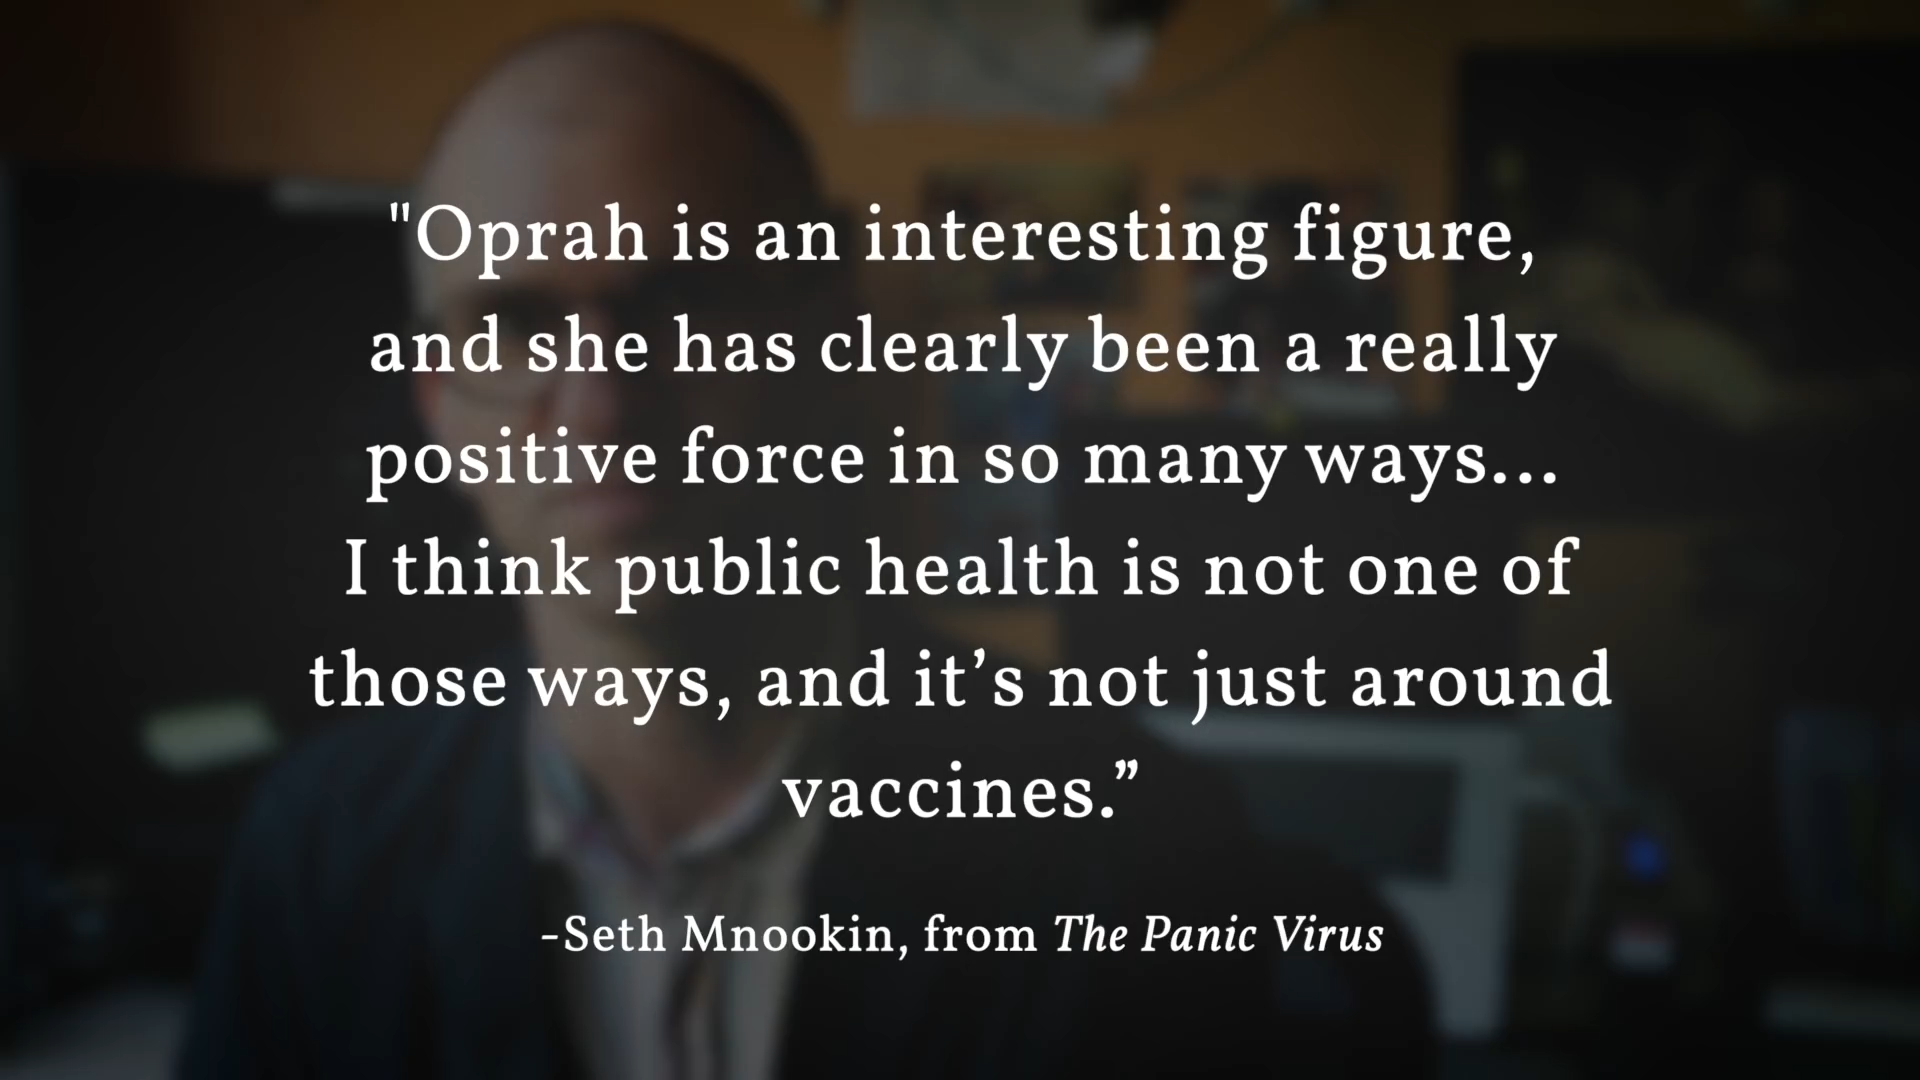 "Oprah is an interesting figure,
and she has clearly been a really
positive force in so many ways...
I think public health is not one of
those ways, and it’s not just around
vaccines.”
-Seth Mnookin, from The Panic Virus